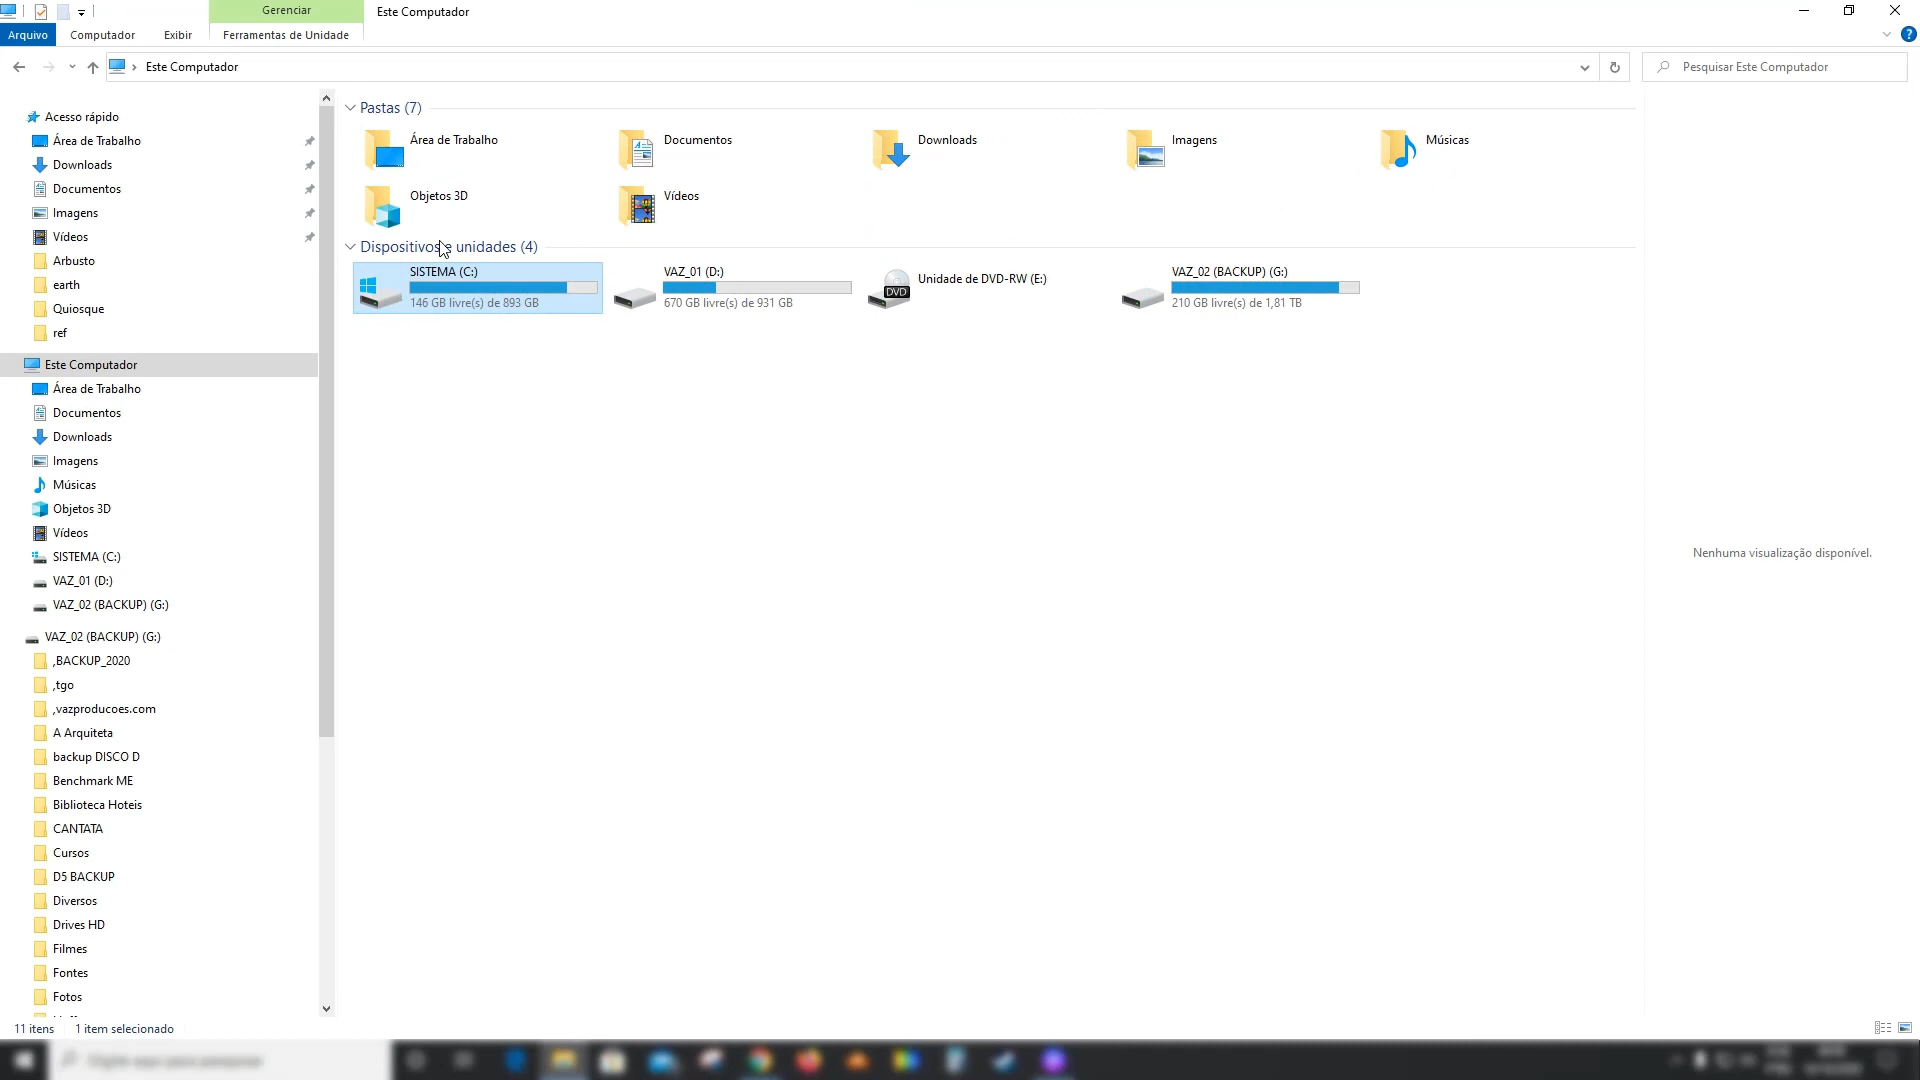 Gerenciar
Este Computador
Arquivo
Computador
Exibir
Ferramentas de Unidade
Este Computador
Pesquisar Este Computador
Acesso rápido
Área de Trabalho
Downloads
Documentos
Imagens
Vídeos
Arbusto
earth
Quiosque
ref
Este Computador
Área de Trabalho
Documentos
Downloads
Imagens
Músicas
Objetos 3D
Vídeos
SISTEMA (C:)
VAZ_01 (D:)
VAZ_02 (BACKUP) (G:)
VAZ_02 (BACKUP) (G:)
,BACKUP_2020
,tgo
,vazproducoes.com
A Arquiteta
backup DISCO D
Benchmark ME
Biblioteca Hoteis
CANTATA
Cursos
D5 BACKUP
Diversos
Drives HD
Filmes
Fontes
Fotos
Pastas (7)
Área de Trabalho
Documentos
Downloads
Imagens
Músicas
Objetos 3D
Vídeos
Dispositivos e unidades (4)
SISTEMA (C:)
146 GB livre(s) de 893 GB
VAZ_01 (D:)
670 GB livre(s) de 931 GB
DVD
Unidade de DVD-RW (E:)
VAZ_02 (BACKUP) (G:)
210 GB livre(s) de 1,81 TB
Nenhuma visualização disponível.
11 itens
1 item selecionado
Digite aqui para pesquisar